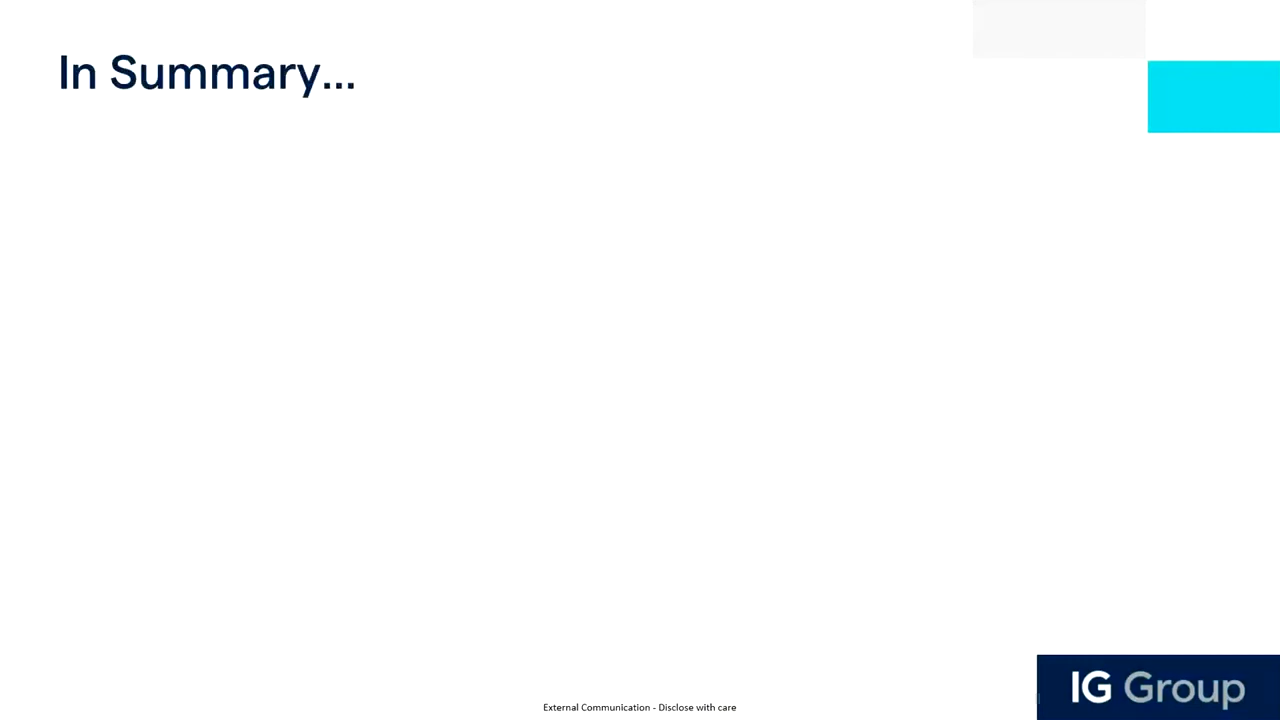 In Summary...
External Communication - Disclose with care
IG Group